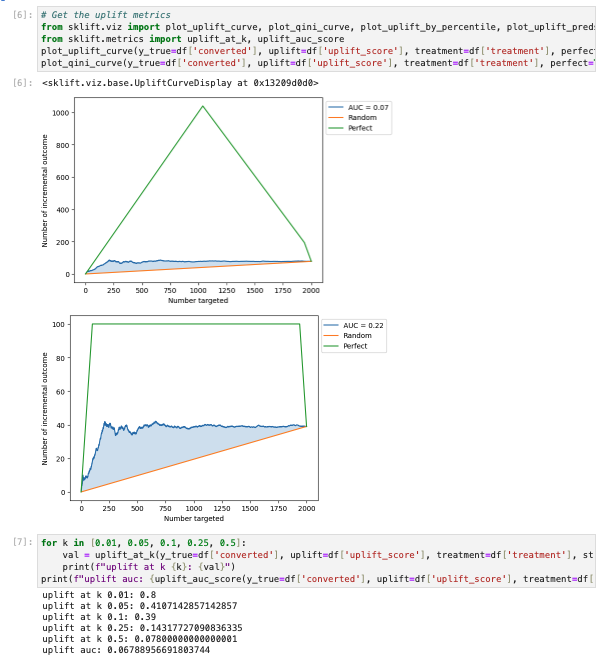 [6]: # Get the uplift metrics
from sklift.viz import plot_uplift_curve, plot_qini_curve, plot_uplift_by_percentile, plot_uplift_preds
from sklift.metrics import uplift_at_k, uplift_auc_score
plot_uplift_curve(y_true=df['converted'], uplift=df['uplift_score'], treatment=df['treatment'], perfec
plot_qini_curve(y_true=df['converted'], uplift=df['uplift_score'], treatment=df['treatment'], perfect=
[6]: <sklift.viz.base.UpliftCurveDisplay at 0x13209d0d0>
AUC = 0.07
Random
Perfect
Number of incremental outcome
1000
800
600
400
200
0
0 250 500 750 1000 1250 1500 1750 2000
Number targeted
AUC = 0.22
Random
Perfect
Number of incremental outcome
100
80
60
40
20
0
0 250 500 750 1000 1250 1500 1750 2000
Number targeted
[7]: for k in [0.01, 0.05, 0.1, 0.25, 0.5]:
val = uplift_at_k(y_true=df['converted'], uplift=df['uplift_score'], treatment=df['treatment'], st
print(f"uplift at k {k}: {val}")
print(f"uplift auc: {uplift_auc_score(y_true=df['converted'], uplift=df['uplift_score'], treatment=df[
uplift at k 0.01: 0.8
uplift at k 0.05: 0.4107142857142857
uplift at k 0.1: 0.39
uplift at k 0.25: 0.14317727090836335
uplift at k 0.5: 0.07800000000000001
uplift auc: 0.06788956691803744